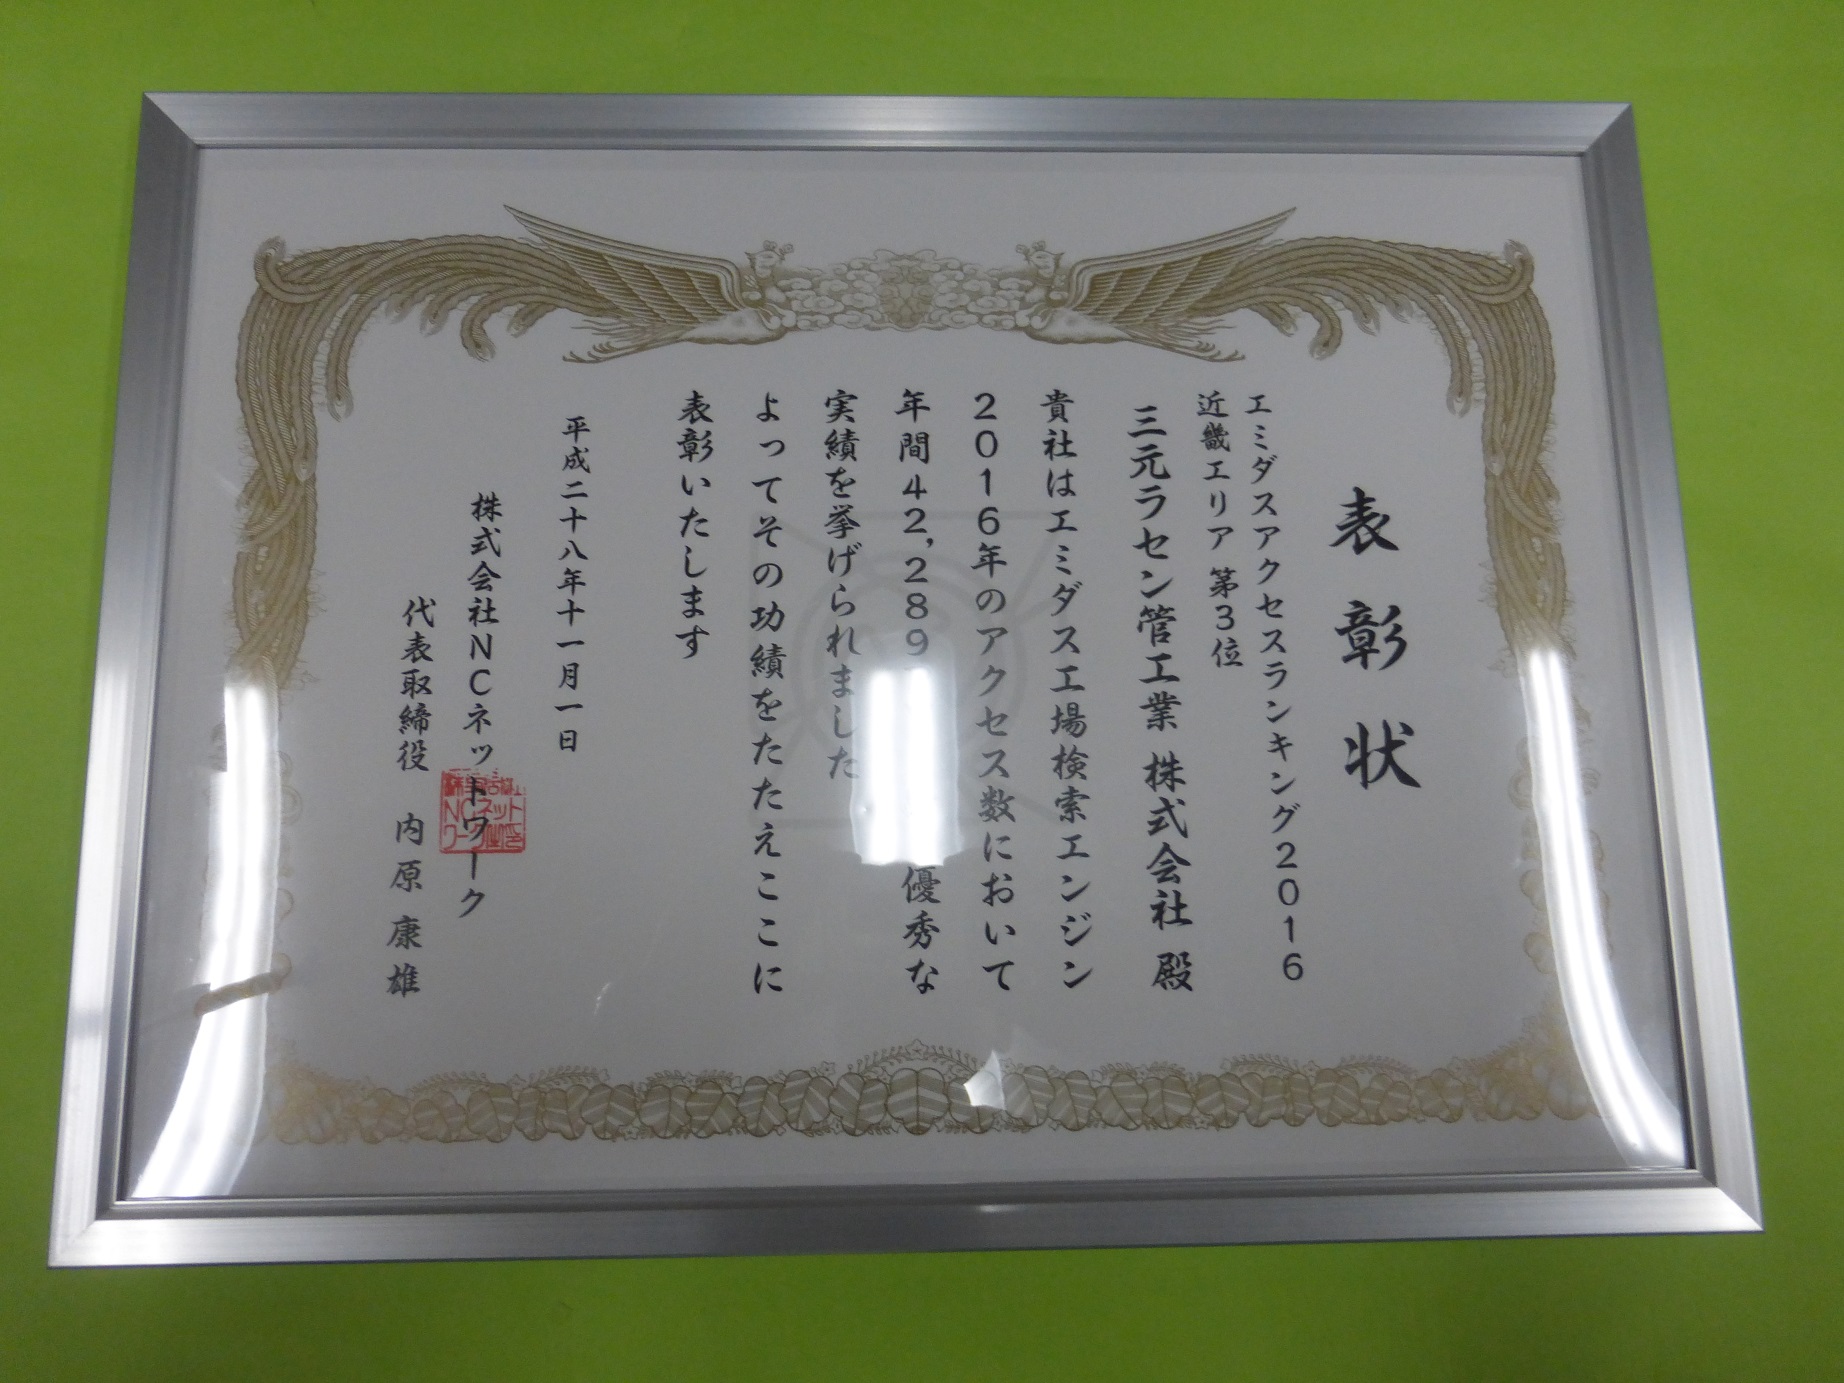 表彰状
エミダスアクセスランキング2016
近畿エリア 第3位
三元ラセン管工業 株式会社 殿
貴社はエミダス工場検索エンジン
2016年のアクセス数において
年間42,289 優秀な
実績を挙げられました
よってその功績をたたえここに
表彰いたします
平成二十八年十一月一日
株式会社NCネットワーク
代表取締役 内原康雄